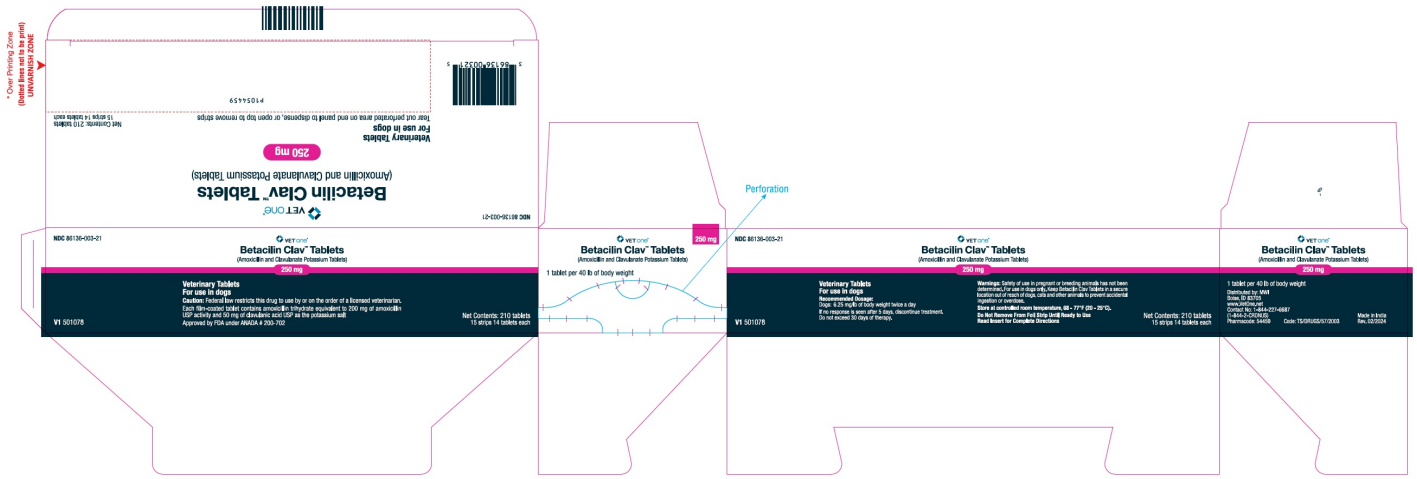 * Over Printing Zone
(Dotted lines not to be print)
UNVARNISH ZONE
5 86136 00321 5
P1054459
Tear out perforated area on end panel to dispense, or open top to remove strips
Net Contents: 210 tablets
15 strips 14 tablets each
For use in dogs
Veterinary Tablets
250 mg
(Amoxicillin and Clavulanate Potassium Tablets)
Betacilin Clav™ Tablets
VETone®
NDC 86136-003-21
NDC 86136-003-21
VETone®
Betacilin Clav™ Tablets
(Amoxicillin and Clavulanate Potassium Tablets)
250 mg
Veterinary Tablets
For use in dogs
Caution: Federal law restricts this drug to use by or on the order of a licensed veterinarian.
Each film-coated tablet contains amoxicillin trihydrate equivalent to 200 mg of amoxicillin
USP activity and 50 mg of clavulanic acid USP as the potassium salt
Approved by FDA under ANADA # 200-702
V1 501078
Net Contents: 210 tablets
15 strips 14 tablets each
Perforation
250 mg
VETone®
Betacilin Clav™ Tablets
(Amoxicillin and Clavulanate Potassium Tablets)
1 tablet per 40 lb of body weight
NDC 86136-003-21
VETone®
Betacilin Clav™ Tablets
(Amoxicillin and Clavulanate Potassium Tablets)
250 mg
Veterinary Tablets
For use in dogs
Recommended Dosage:
Dogs: 6.25 mg/lb of body weight twice a day
If no response is seen after 5 days, discontinue treatment.
Do not exceed 30 days of therapy.
Warnings: Safety of use in pregnant or breeding animals has not been
determined. For use in dogs only. Keep Betacilin Clav Tablets in a secure
location out of reach of dogs, cats and other animals to prevent accidental
ingestion or overdose.
Store at controlled room temperature, 68 - 77°F (20 - 25°C).
Do Not Remove From Foil Strip Until Ready to Use
Read Insert for Complete Directions
V1 501078
Net Contents: 210 tablets
15 strips 14 tablets each
VETone®
Betacilin Clav™ Tablets
(Amoxicillin and Clavulanate Potassium Tablets)
250 mg
1 tablet per 40 lb of body weight
Distributed by: MWI
Boise, ID 83705
www.VetOne.net
Contact No: 1-844-227-6687
(1-844-2-CRONUS)
Pharmacode: 54459
Code: TS/DRUGS/57/2003
Made in India
Rev. 02/2024